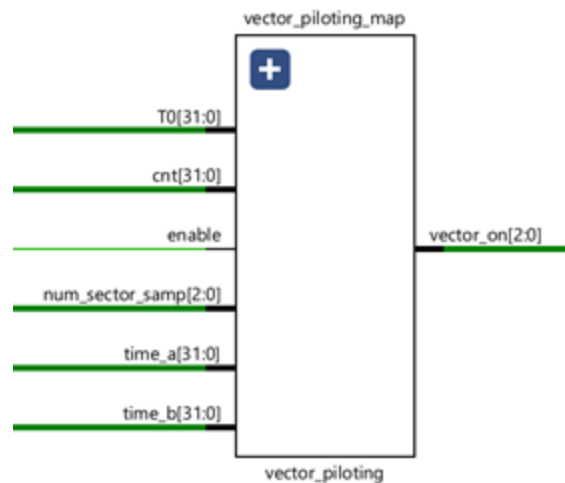 vector_piloting_map
T0[31:0]
cnt[31:0]
enable
num_sector_samp[2:0]
time_a[31:0]
time_b[31:0]
vector_on[2:0]
vector_piloting